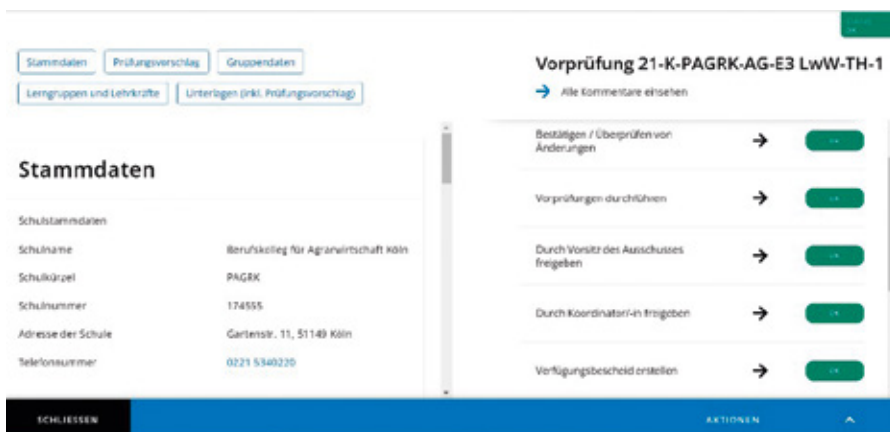 Stammdaten
Prüfungsvorschlag
Gruppendaten
Lerngruppen und Lehrkräfte
Unterlagen (inkl. Prüfungsvorschlag)
Stammdaten
Schulstammdaten
Schulname Berufskolleg für Agrarwirtschaft Köln
Schulkürzel PAGRK
Schulnummer 174555
Adresse der Schule Gartenstr. 11, 51149 Köln
Telefonnummer 0221 5340220
Vorprüfung 21-K-PAGRK-AG-E3 LwW-TH-1
Alle Kommentare einsehen
Bestätigen / Überprüfen von
Änderungen
Vorprüfungen durchführen
Durch Vorsitz des Ausschusses
freigeben
Durch Koordinator/-in freigeben
Verfügungsbescheid erstellen
SCHLIESSEN
AKTIONEN